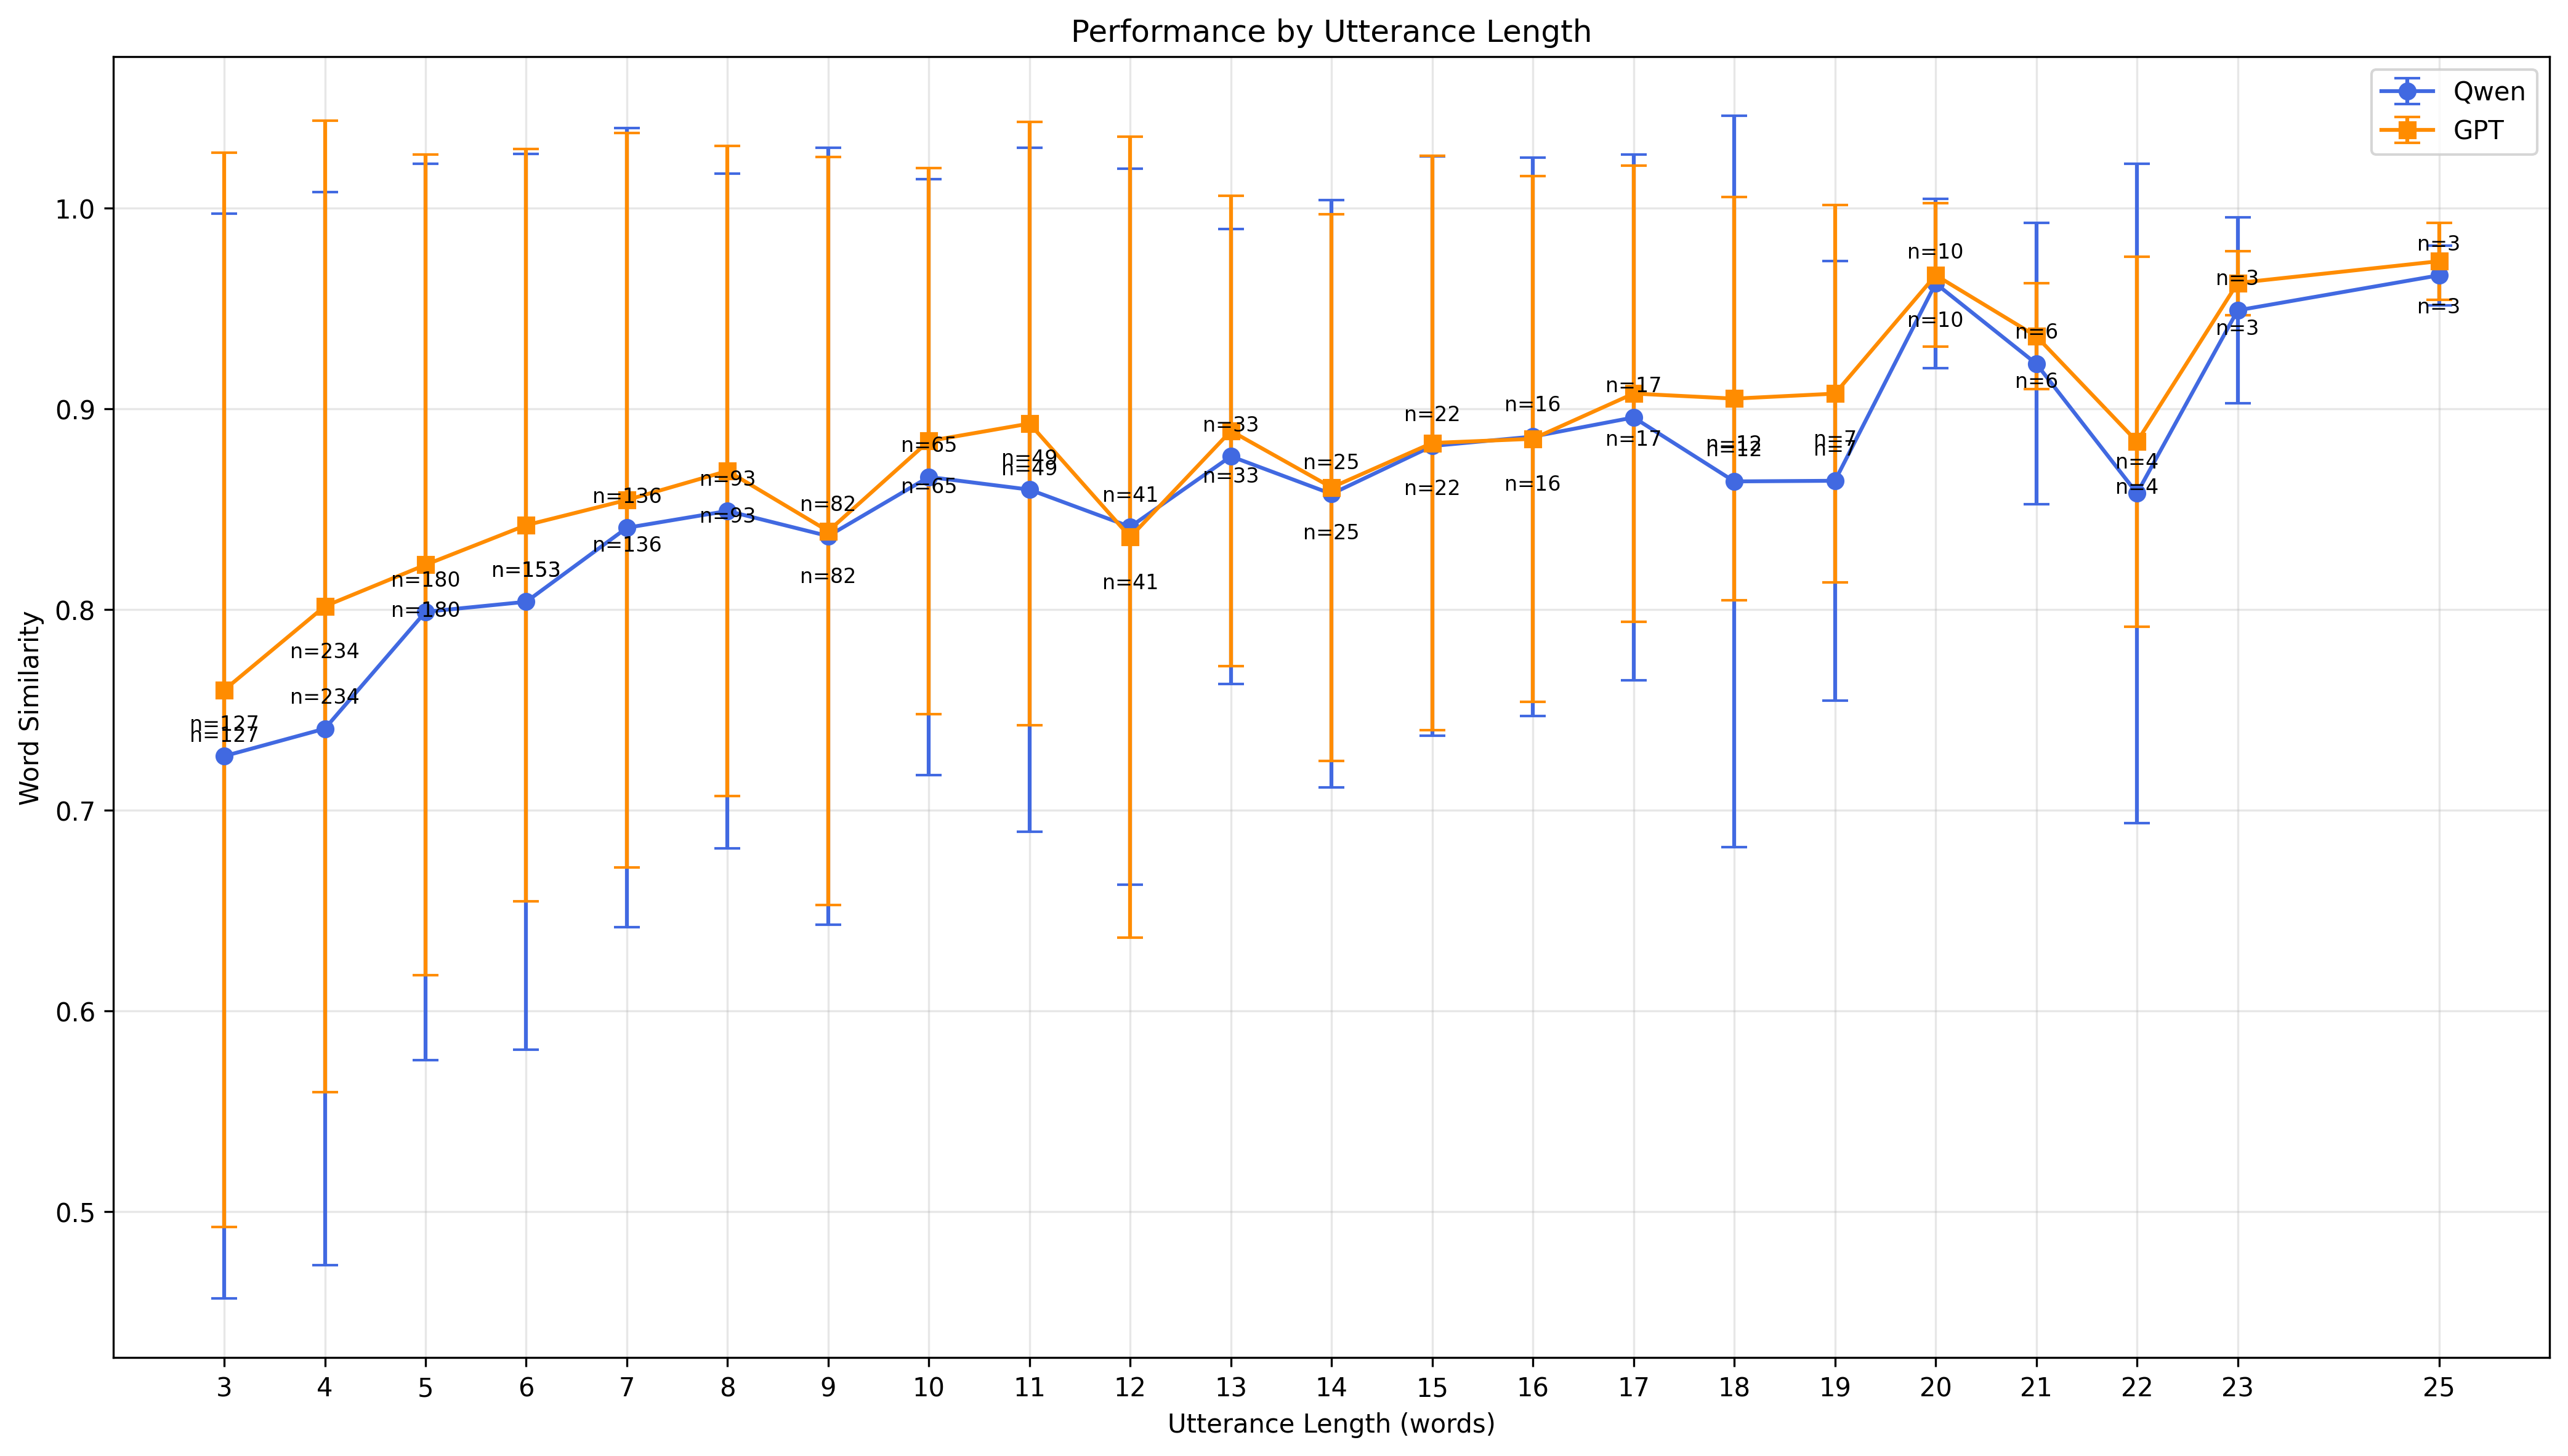 Performance by Utterance Length
Qwen
GPT
Word Similarity
1.0
0.9
0.8
0.7
0.6
0.5
n=127
n=127
n=234
n=234
n=180
n=180
n=153
n=136
n=136
n=93
n=93
n=82
n=82
n=65
n=65
n=49
n=49
n=41
n=41
n=33
n=33
n=25
n=25
n=22
n=22
n=16
n=16
n=17
n=17
n=12
n=12
n=7
n=7
n=10
n=10
n=6
n=6
n=4
n=4
n=3
n=3
n=3
n=3
3 4 5 6 7 8 9 10 11 12 13 14 15 16 17 18 19 20 21 22 23 25
Utterance Length (words)